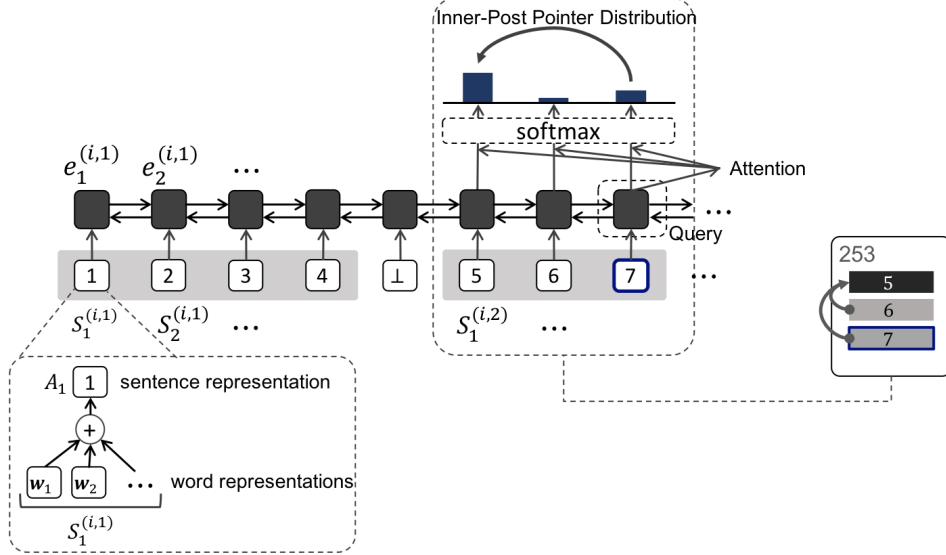 Inner-Post Pointer Distribution
softmax
Attention
e_1^{(i,1)} e_2^{(i,1)} ...
...
Query
1 2 3 4 ⊥ 5 6 7 ...
S_1^{(i,1)} S_2^{(i,1)} ... S_1^{(i,2)} ...
253
5
6
7
A_1 1 sentence representation
+
w_1 w_2 ... word representations
S_1^{(i,1)}